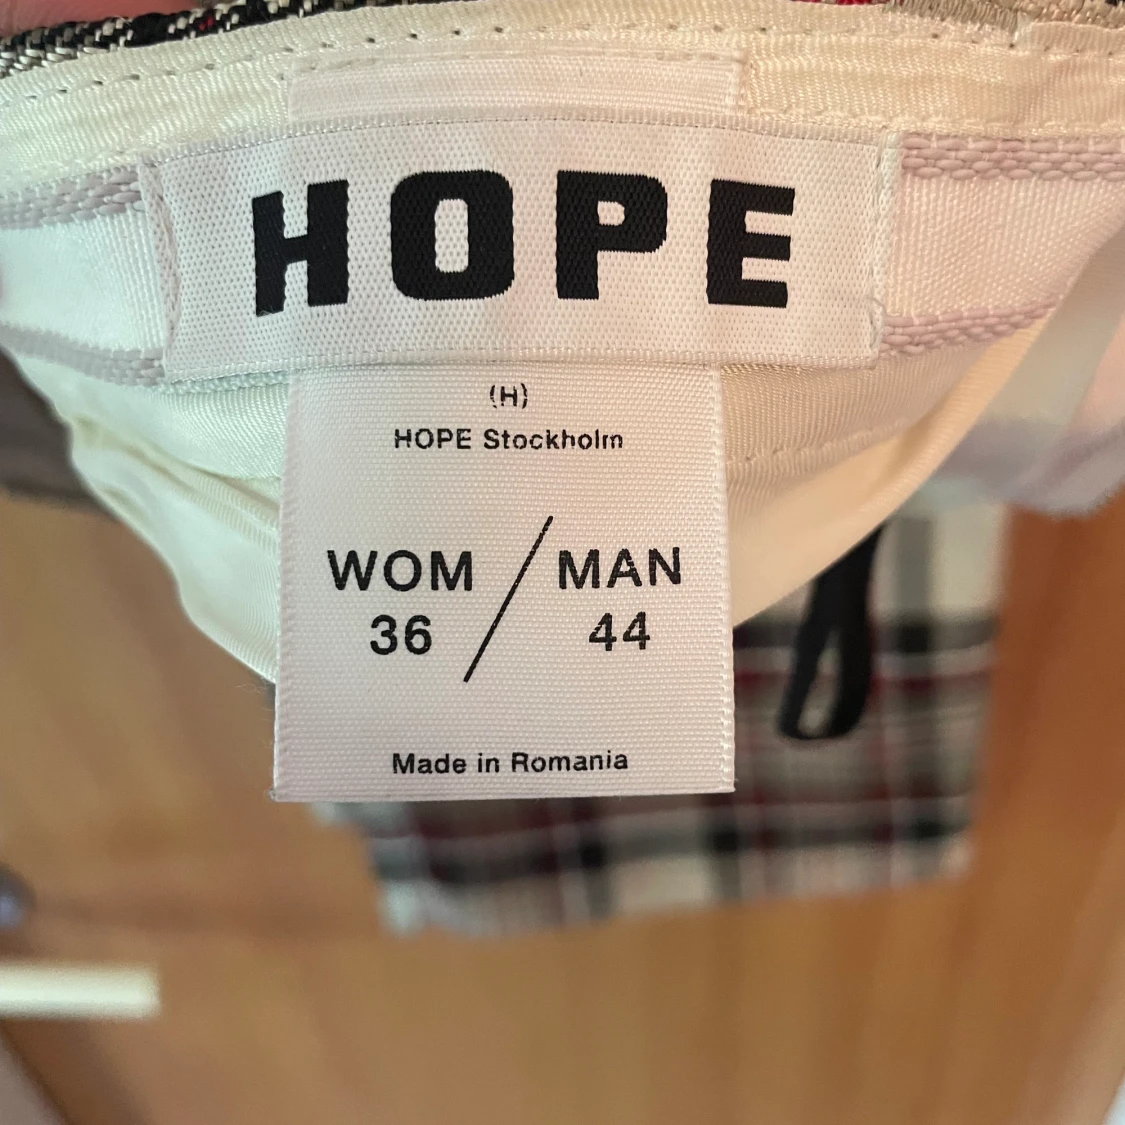 HOPE
(H)
HOPE Stockholm
WOM / MAN
36 / 44
Made in Romania